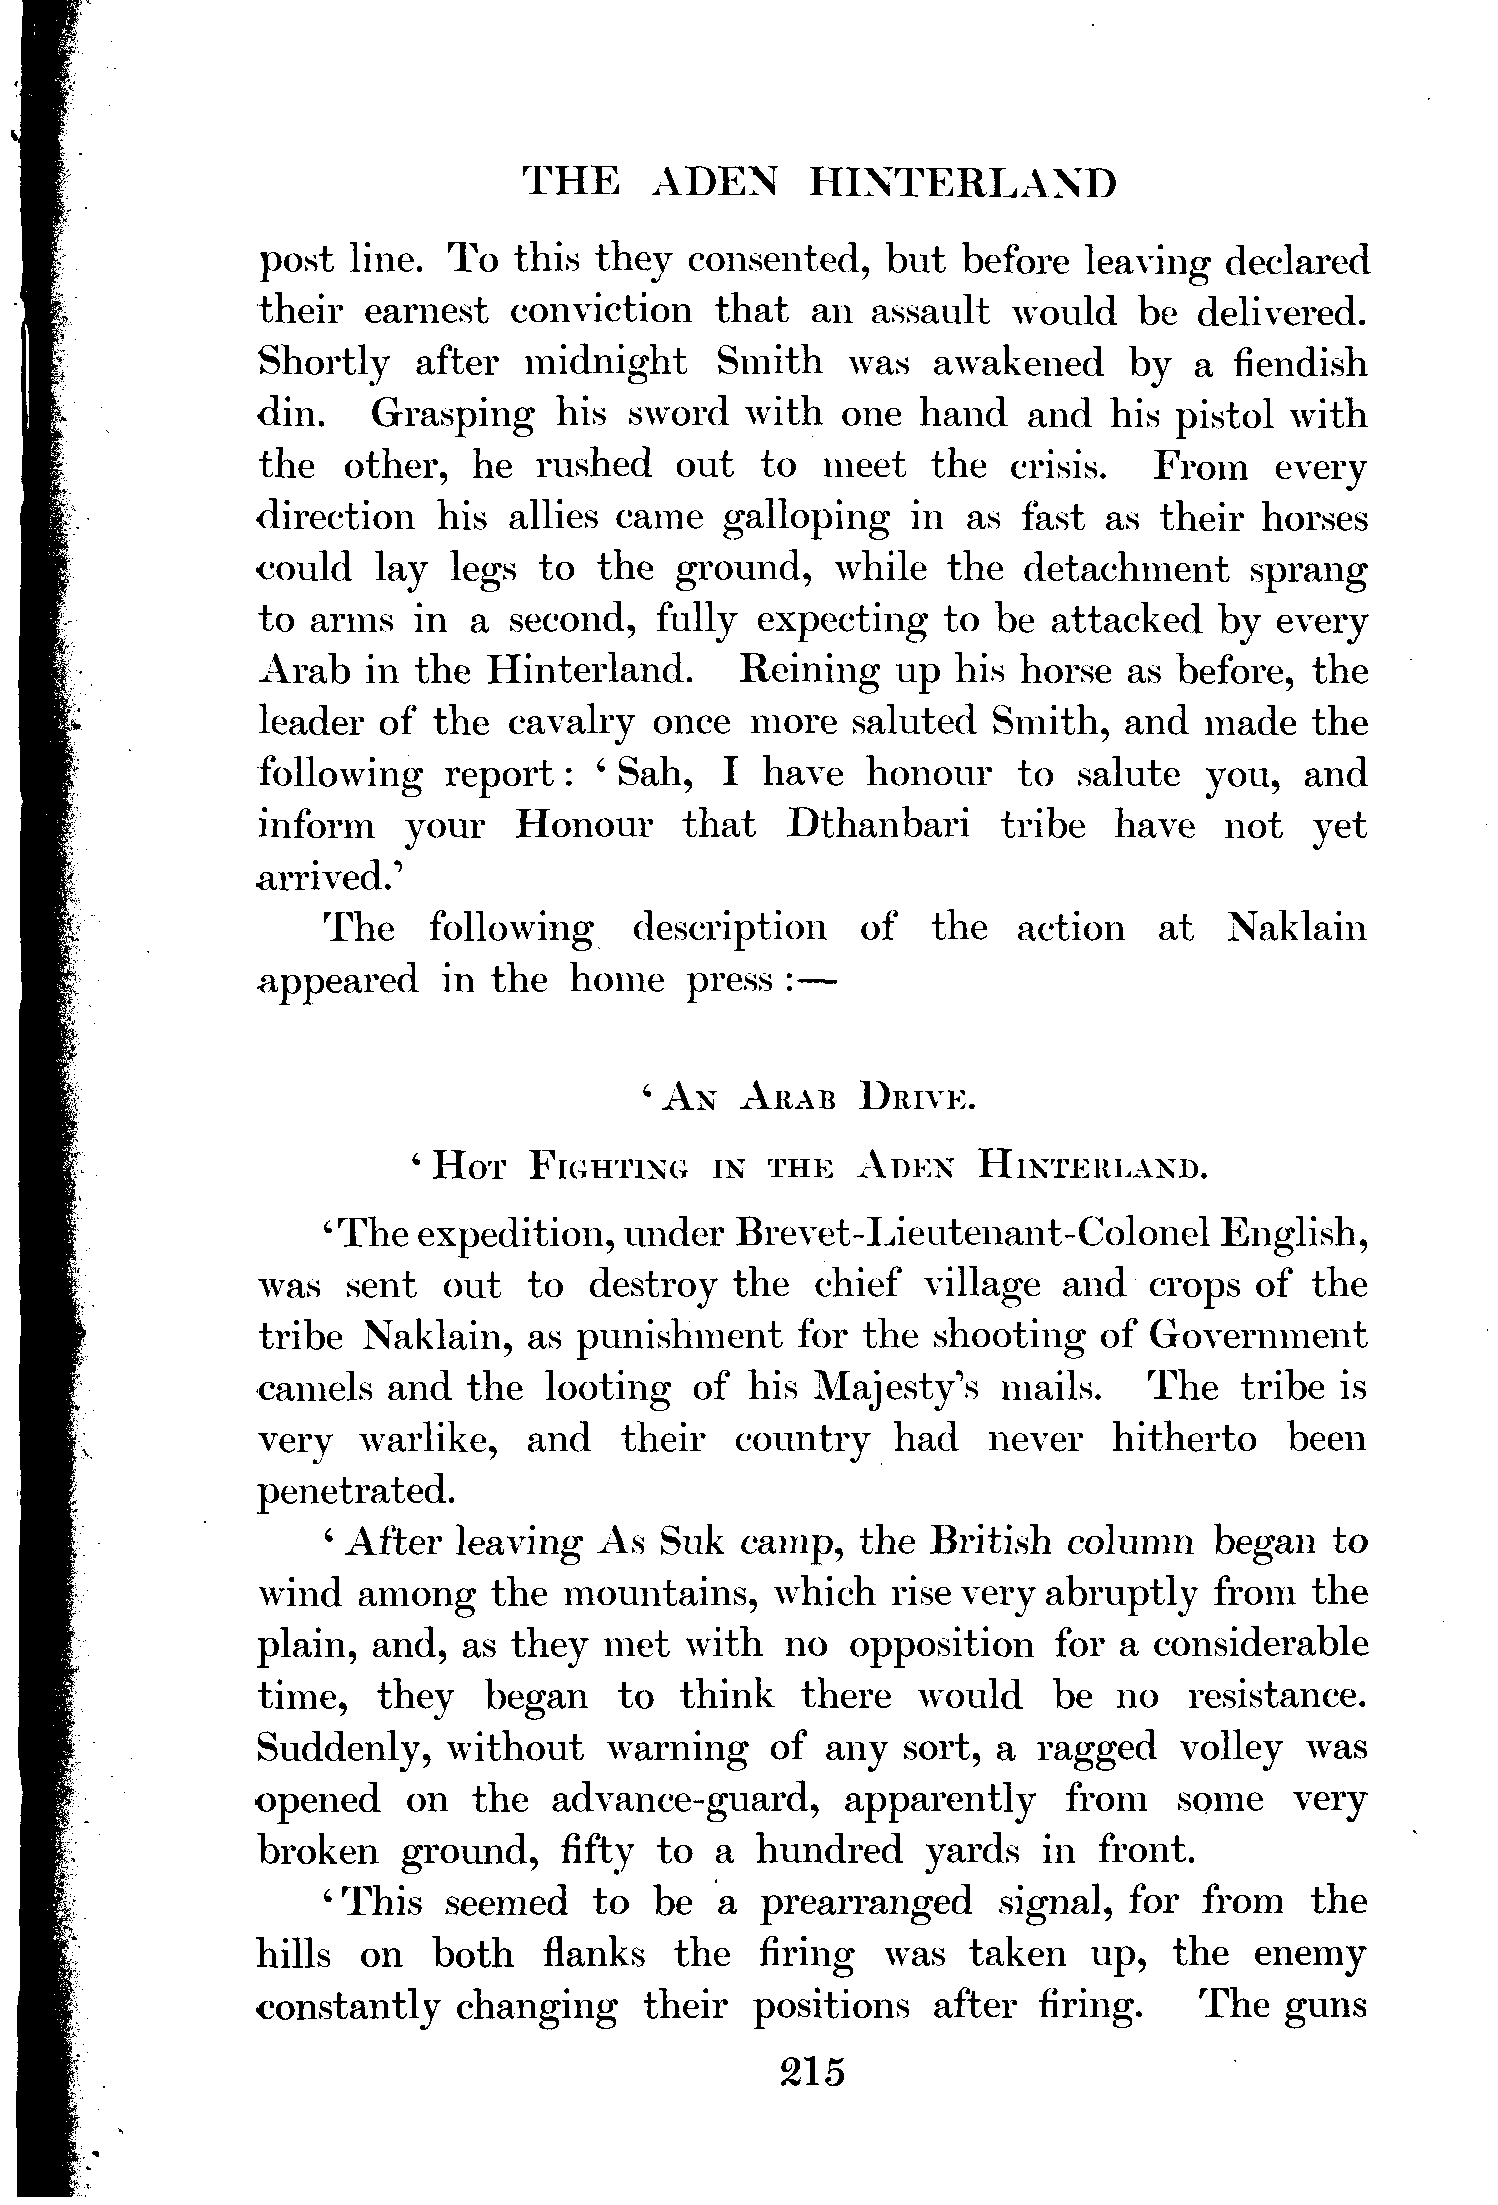 THE ADEN HINTERLAND
post line. To this they consented, but before leaving declared
their earnest conviction that an assault would be delivered.
Shortly after midnight Smith was awakened by a fiendish
din. Grasping his sword with one hand and his pistol with
the other, he rushed out to meet the crisis. From every
direction his allies came galloping in as fast as their horses
could lay legs to the ground, while the detachment sprang
to arms in a second, fully expecting to be attacked by every
Arab in the Hinterland. Reining up his horse as before, the
leader of the cavalry once more saluted Smith, and made the
following report: ‘Sah, I have honour to salute you, and
inform your Honour that Dthanbari tribe have not yet
arrived.’
The following description of the action at Naklain
appeared in the home press:—
‘An Arab Drive.
‘Hot Fighting in the Aden Hinterland.
‘The expedition, under Brevet-Lieutenant-Colonel English,
was sent out to destroy the chief village and crops of the
tribe Naklain, as punishment for the shooting of Government
camels and the looting of his Majesty's mails. The tribe is
very warlike, and their country had never hitherto been
penetrated.
‘After leaving As Suk camp, the British column began to
wind among the mountains, which rise very abruptly from the
plain, and, as they met with no opposition for a considerable
time, they began to think there would be no resistance.
Suddenly, without warning of any sort, a ragged volley was
opened on the advance-guard, apparently from some very
broken ground, fifty to a hundred yards in front.
‘This seemed to be a prearranged signal, for from the
hills on both flanks the firing was taken up, the enemy
constantly changing their positions after firing. The guns
215